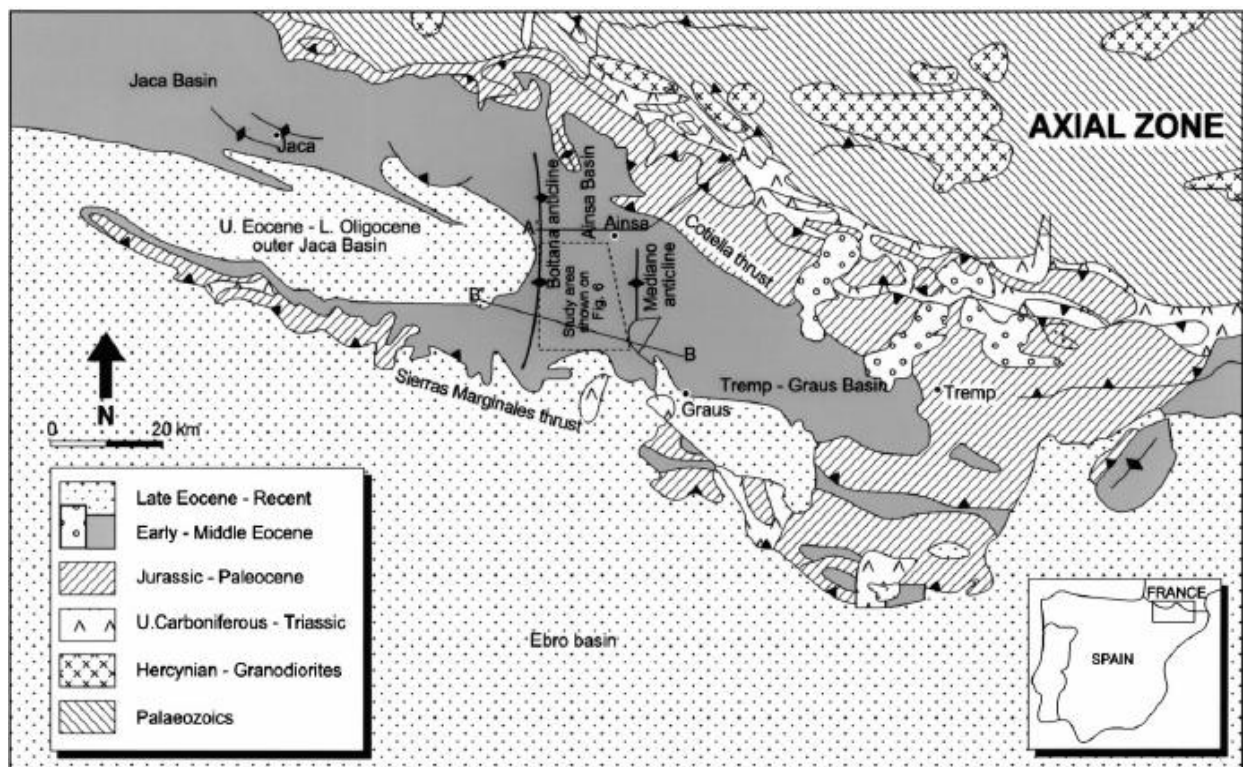 Jaca Basin
AXIAL ZONE
Jaca
Boltana anticline
Ainsa Basin
A
U. Eocene - L. Oligocene
outer Jaca Basin
A'
Ainsa
Cotiella thrust
Mediano
anticline
Study area
shown on
Fig. 6
B'
B
Sierras Marginales thrust
Tremp - Graus Basin
Tremp
Graus
N
0 20 km
Late Eocene - Recent
Early - Middle Eocene
Jurassic - Paleocene
U.Carboniferous - Triassic
Hercynian - Granodiorites
Palaeozoics
Ebro basin
FRANCE
SPAIN